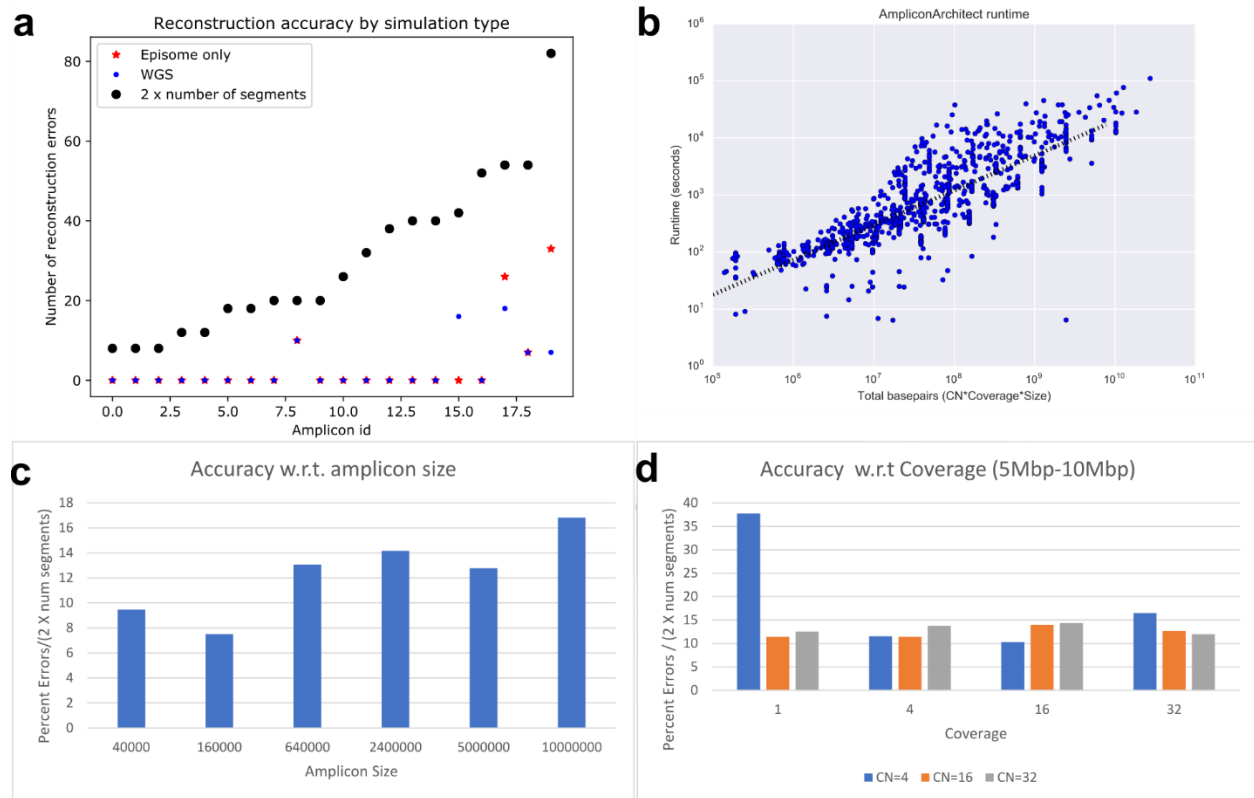 a
Reconstruction accuracy by simulation type
Episome only
WGS
2 x number of segments
Number of reconstruction errors
80
60
40
20
0
0.0 2.5 5.0 7.5 10.0 12.5 15.0 17.5
Amplicon id
b
AmpliconArchitect runtime
Runtime (seconds)
10⁶
10⁵
10⁴
10³
10²
10¹
10⁰
10⁵ 10⁶ 10⁷ 10⁸ 10⁹ 10¹⁰ 10¹¹
Total basepairs (CN*Coverage*Size)
c
Accuracy w.r.t. amplicon size
Percent Errors/(2 X num segments)
18
16
14
12
10
8
6
4
2
0
40000 160000 640000 2400000 5000000 10000000
Amplicon Size
d
Accuracy w.r.t Coverage (5Mbp-10Mbp)
Percent Errors / (2 X num segments)
40
35
30
25
20
15
10
5
0
1 4 16 32
Coverage
CN=4 CN=16 CN=32